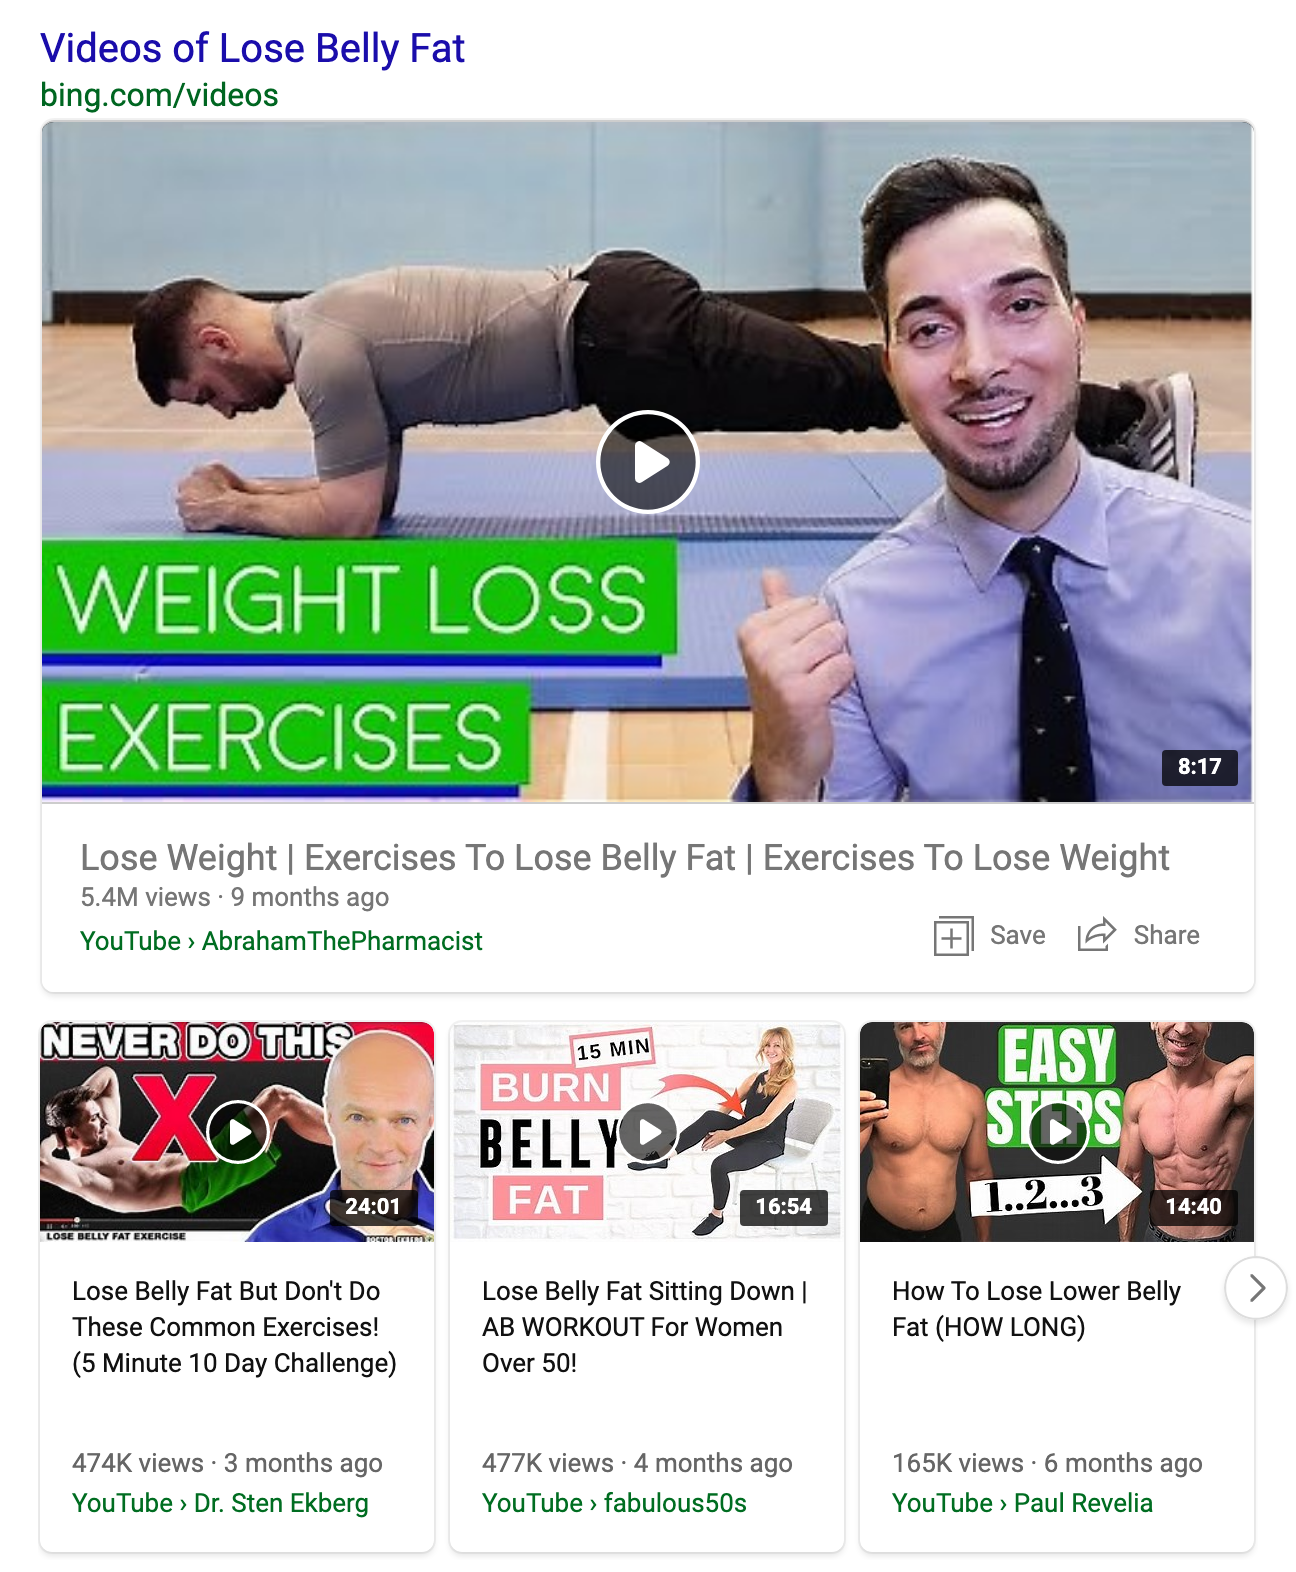 Videos of Lose Belly Fat
bing.com/videos
WEIGHT LOSS
EXERCISES
8:17
Lose Weight | Exercises To Lose Belly Fat | Exercises To Lose Weight
5.4M views · 9 months ago
YouTube › AbrahamThePharmacist
Save
Share
NEVER DO THIS
X
24:01
LOSE BELLY FAT EXERCISE
Lose Belly Fat But Don't Do
These Common Exercises!
(5 Minute 10 Day Challenge)
474K views · 3 months ago
YouTube › Dr. Sten Ekberg
15 MIN
BURN
BELLY
FAT
16:54
Lose Belly Fat Sitting Down |
AB WORKOUT For Women
Over 50!
477K views · 4 months ago
YouTube › fabulous50s
EASY
STEPS
1..2...3
14:40
How To Lose Lower Belly
Fat (HOW LONG)
165K views · 6 months ago
YouTube › Paul Revelia